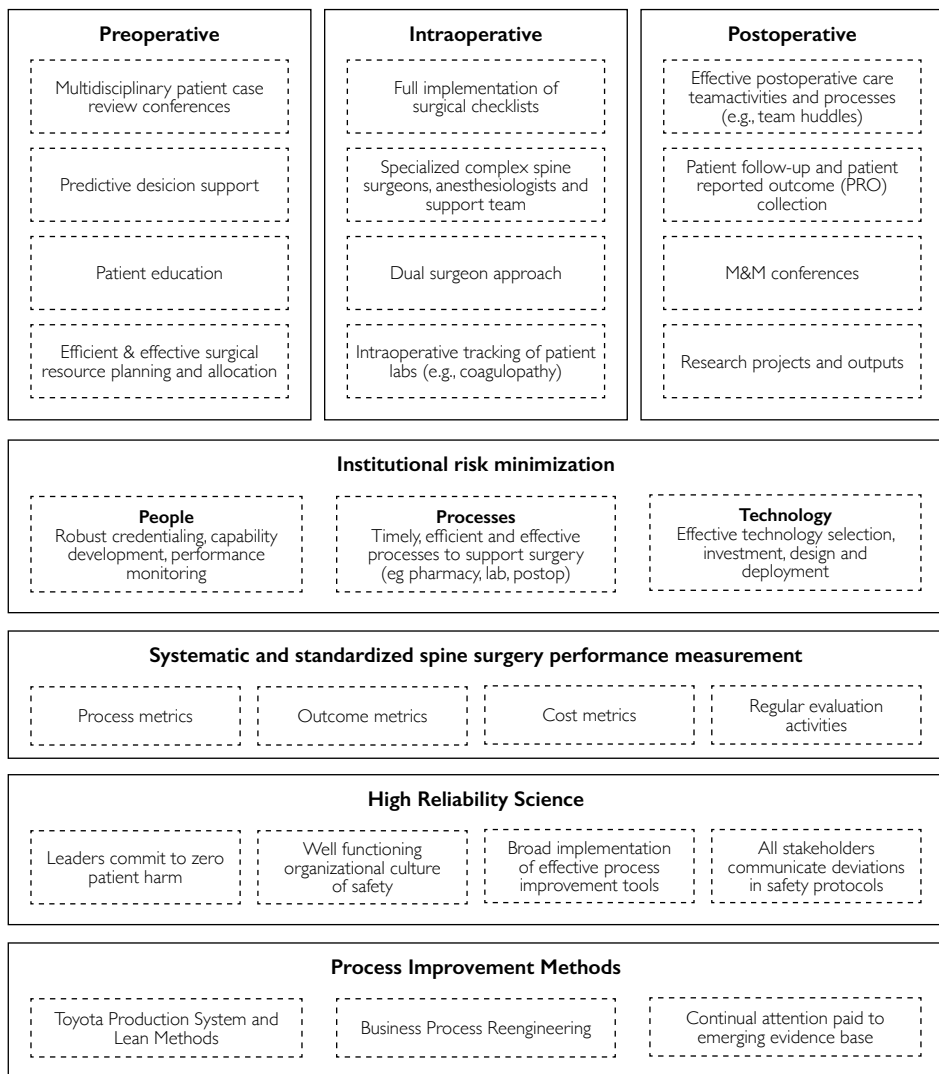 Preoperative
Multidisciplinary patient case
review conferences
Predictive desicion support
Patient education
Efficient & effective surgical
resource planning and allocation
Intraoperative
Full implementation of
surgical checklists
Specialized complex spine
surgeons, anesthesiologists and
support team
Dual surgeon approach
Intraoperative tracking of patient
labs (e.g., coagulopathy)
Postoperative
Effective postoperative care
teamactivities and processes
(e.g., team huddles)
Patient follow-up and patient
reported outcome (PRO)
collection
M&M conferences
Research projects and outputs
Institutional risk minimization
People
Robust credentialing, capability
development, performance
monitoring
Processes
Timely, efficient and effective
processes to support surgery
(eg pharmacy, lab, postop)
Technology
Effective technology selection,
investment, design and
deployment
Systematic and standardized spine surgery performance measurement
Process metrics
Outcome metrics
Cost metrics
Regular evaluation
activities
High Reliability Science
Leaders commit to zero
patient harm
Well functioning
organizational culture
of safety
Broad implementation
of effective process
improvement tools
All stakeholders
communicate deviations
in safety protocols
Process Improvement Methods
Toyota Production System and
Lean Methods
Business Process Reengineering
Continual attention paid to
emerging evidence base